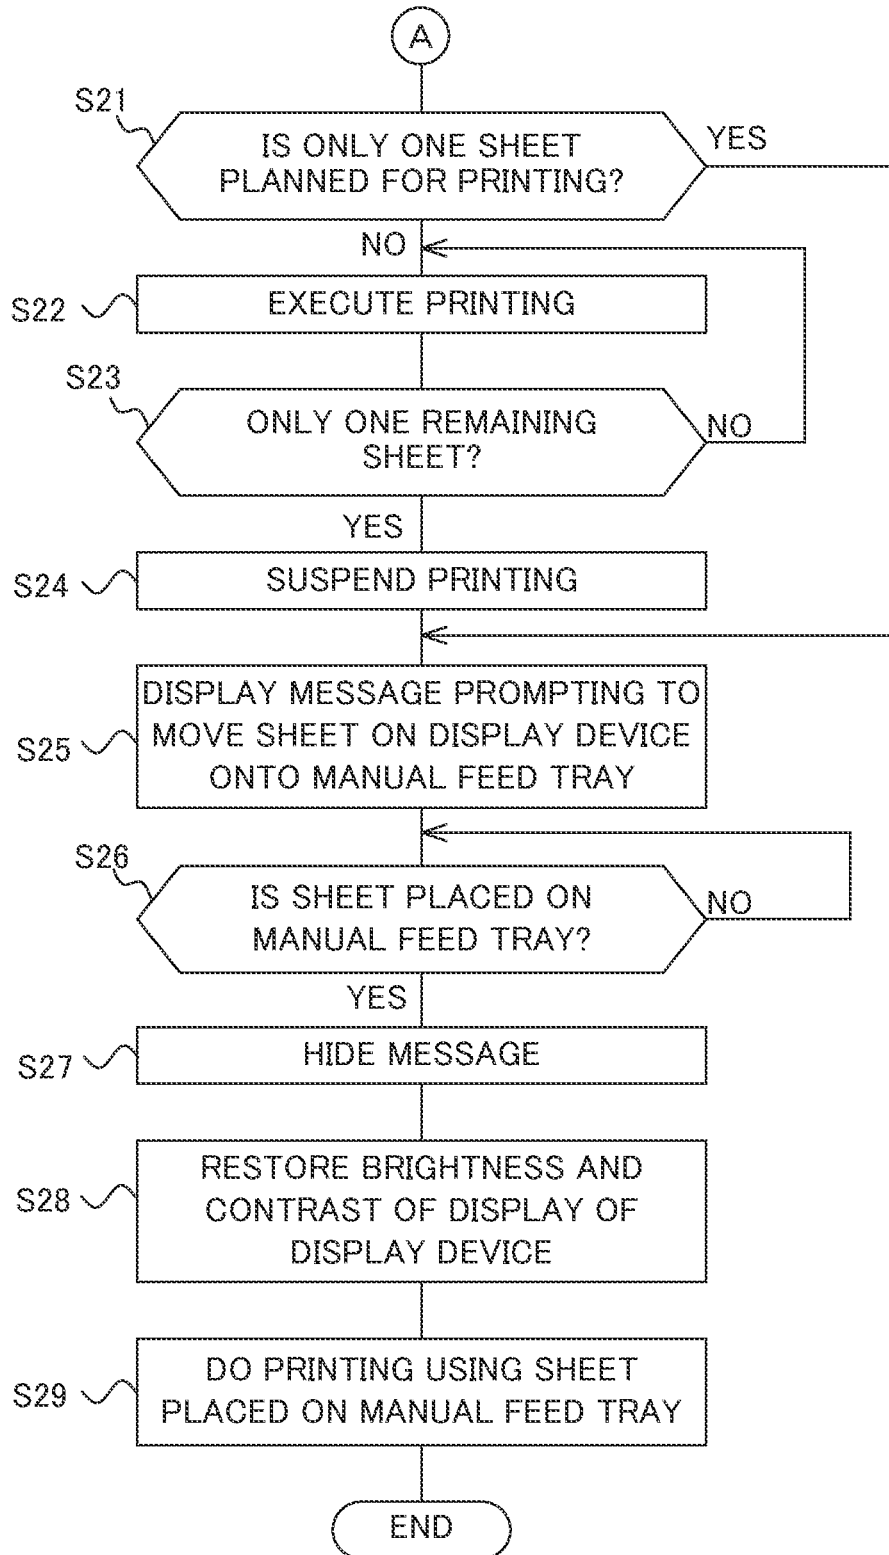 A
S21
IS ONLY ONE SHEET
PLANNED FOR PRINTING?
YES
NO
S22
EXECUTE PRINTING
S23
ONLY ONE REMAINING
SHEET?
NO
YES
S24
SUSPEND PRINTING
S25
DISPLAY MESSAGE PROMPTING TO
MOVE SHEET ON DISPLAY DEVICE
ONTO MANUAL FEED TRAY
S26
IS SHEET PLACED ON
MANUAL FEED TRAY?
NO
YES
S27
HIDE MESSAGE
S28
RESTORE BRIGHTNESS AND
CONTRAST OF DISPLAY OF
DISPLAY DEVICE
S29
DO PRINTING USING SHEET
PLACED ON MANUAL FEED TRAY
END